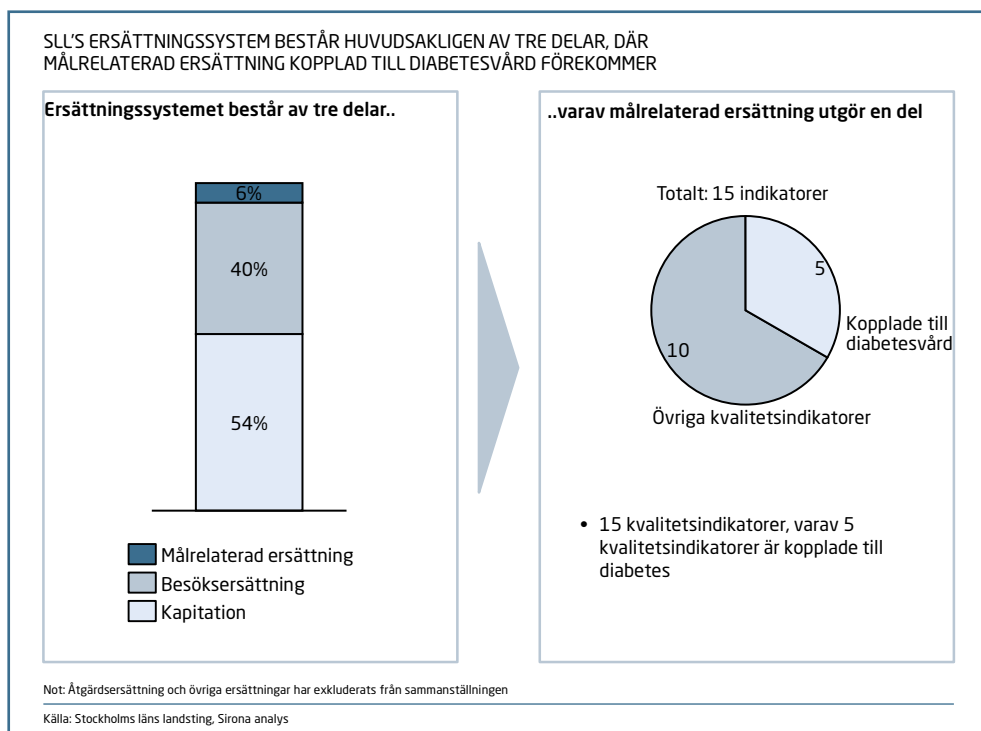 SLL'S ERSÄTTNINGSSYSTEM BESTÅR HUVUDSAKLIGEN AV TRE DELAR, DÄR
MÅLRELATERAD ERSÄTTNING KOPPLAD TILL DIABETESVÅRD FÖREKOMMER
Ersättningssystemet består av tre delar..
6%
40%
54%
Målrelaterad ersättning
Besöksersättning
Kapitation
..varav målrelaterad ersättning utgör en del
Totalt: 15 indikatorer
5
10
Kopplade till
diabetesvård
Övriga kvalitetsindikatorer
• 15 kvalitetsindikatorer, varav 5
kvalitetsindikatorer är kopplade till
diabetes
Not: Åtgärdsersättning och övriga ersättningar har exkluderats från sammanställningen
Källa: Stockholms läns landsting, Sirona analys